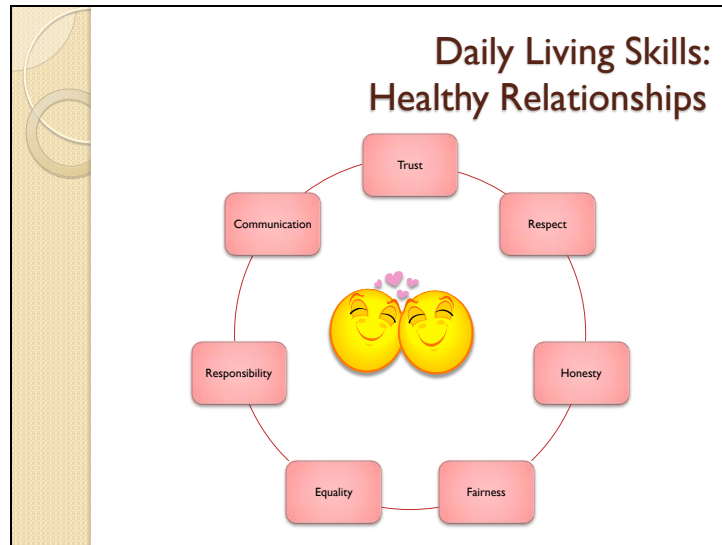 Daily Living Skills:
Healthy Relationships
Trust
Respect
Honesty
Fairness
Equality
Responsibility
Communication